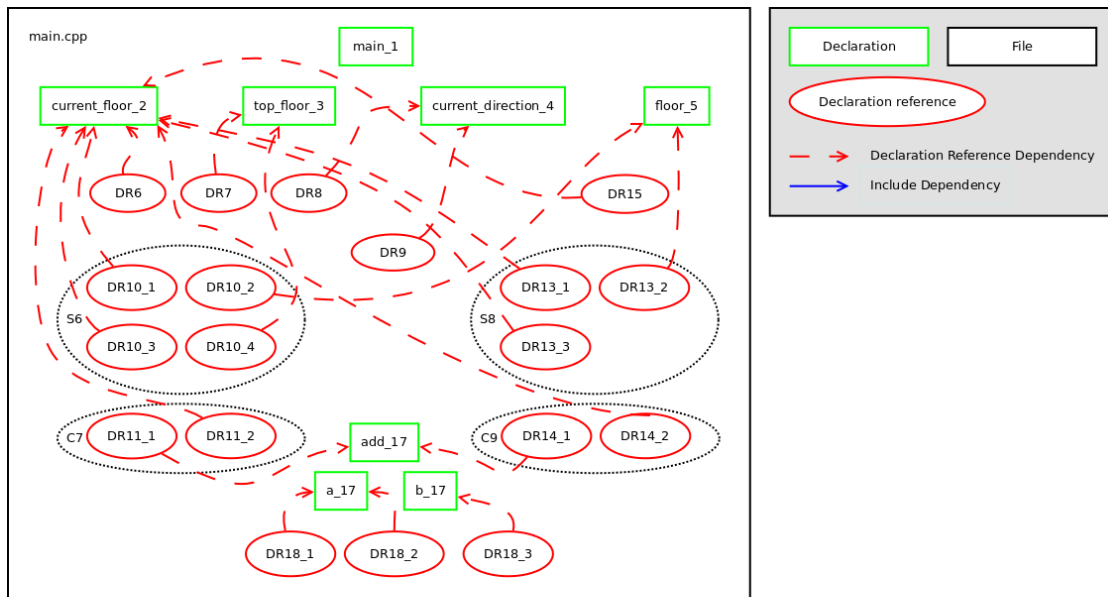 main.cpp
main_1
current_floor_2
top_floor_3
current_direction_4
floor_5
DR6
DR7
DR8
DR15
DR9
DR10_1
DR10_2
DR13_1
DR13_2
S6
S8
DR10_3
DR10_4
DR13_3
C7
DR11_1
DR11_2
add_17
C9
DR14_1
DR14_2
a_17
b_17
DR18_1
DR18_2
DR18_3
Declaration
File
Declaration reference
Declaration Reference Dependency
Include Dependency